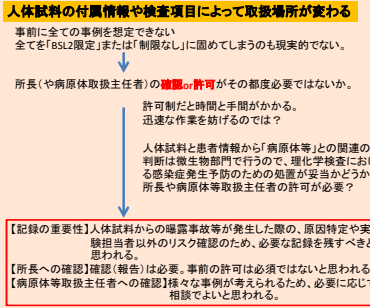 人体試料の付属情報や検査項目によって取扱場所が変わる
事前に全ての事例を想定できない
全てを「BSL2限定」または「制限なし」に固めてしまうのも現実的でない。
所長(や病原体取扱主任者)の確認or許可がその都度必要ではないか。
許可制だと時間と手間がかかる。
迅速な作業を妨げるのでは？
人体試料と患者情報から「病原体等」との関連の
判断は微生物部門で行うので、理化学検査におけ
る感染症発生予防のための処置が妥当かどうか
所長や病原体等取扱主任者の許可が必要？
【記録の重要性】人体試料からの曝露事故等が発生した際の、原因特定や実
験担当者以外のリスク確認のため、必要な記録を残すべきと
思われる。
【所長への確認】確認(報告)は必要。事前の許可は必須ではないと思われる
【病原体等取扱主任者への確認】様々な事例が考えられるため、必要に応じて
相談でよいと思われる。